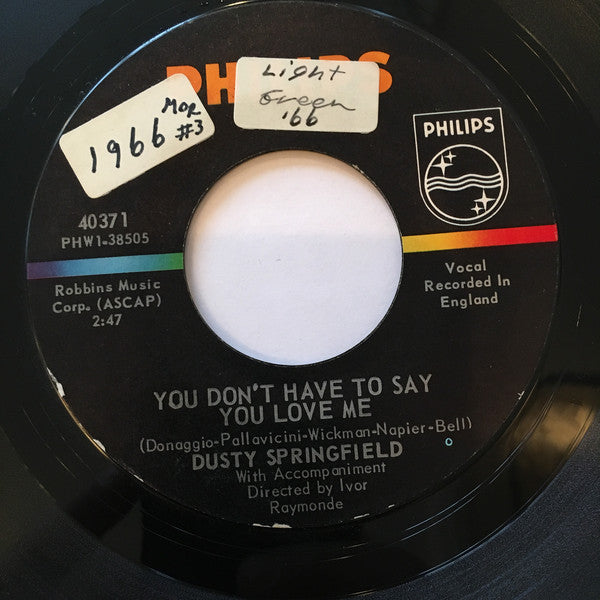 PHILIPS
Light
Green
'66
1966 Mar
#3
PHILIPS
40371
PHW1-38505
Robbins Music
Corp. (ASCAP)
2:47
Vocal
Recorded In
England
YOU DON'T HAVE TO SAY
YOU LOVE ME
(Donaggio-Pallavicini-Wickman-Napier-Bell)
DUSTY SPRINGFIELD
With Accompaniment
Directed by Ivor
Raymonde